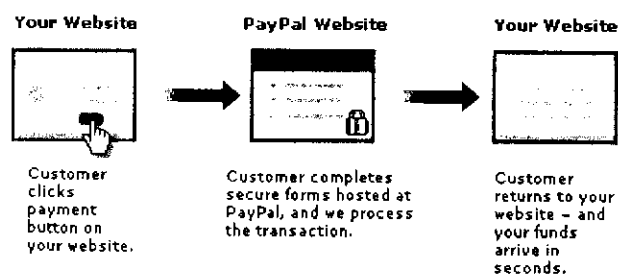 Your Website
PayPal Website
Your Website
Customer
clicks
payment
button on
your website.
Customer completes
secure forms hosted at
PayPal, and we process
the transaction.
Customer
returns to your
website – and
your funds
arrive in
seconds.